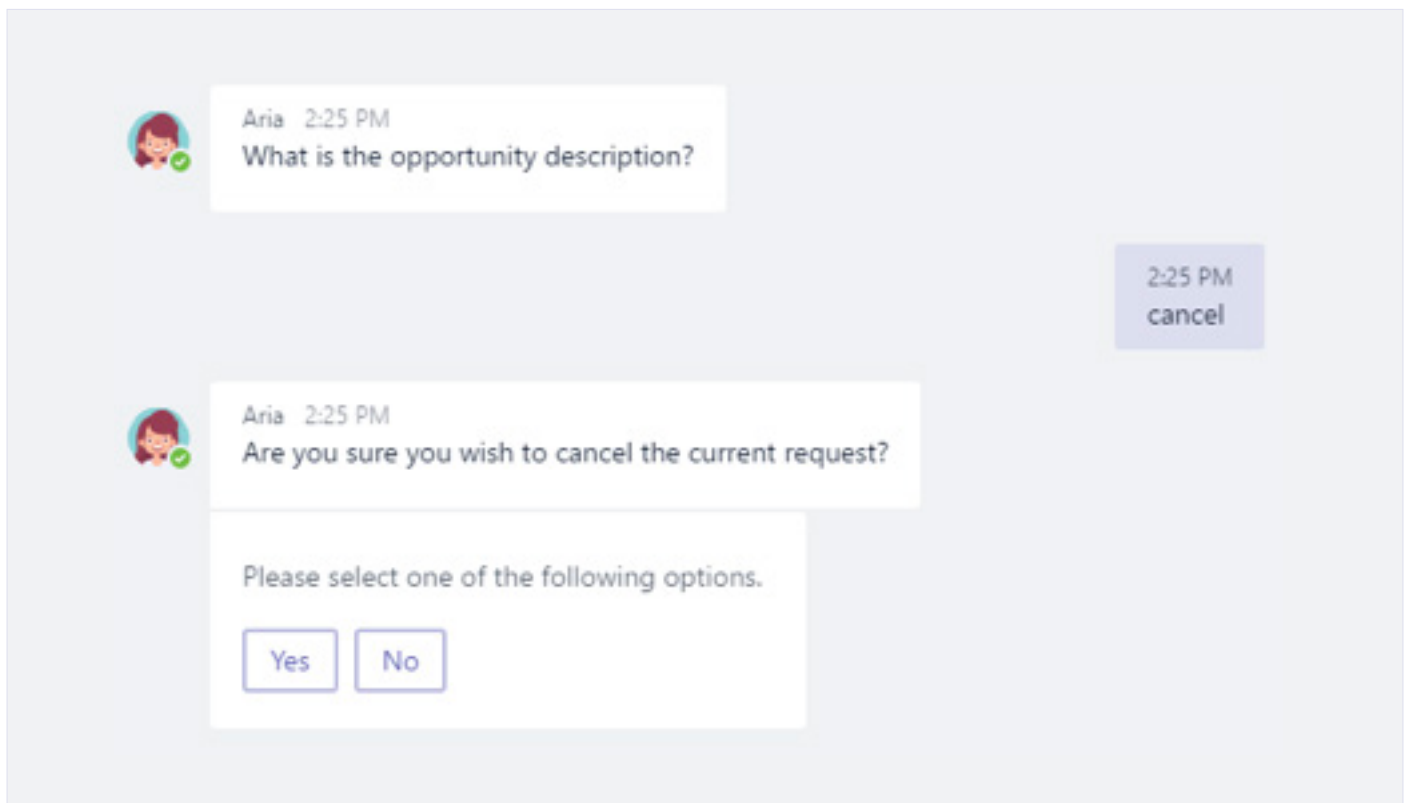 Aria 2:25 PM
What is the opportunity description?
2:25 PM
cancel
Aria 2:25 PM
Are you sure you wish to cancel the current request?
Please select one of the following options.
Yes No